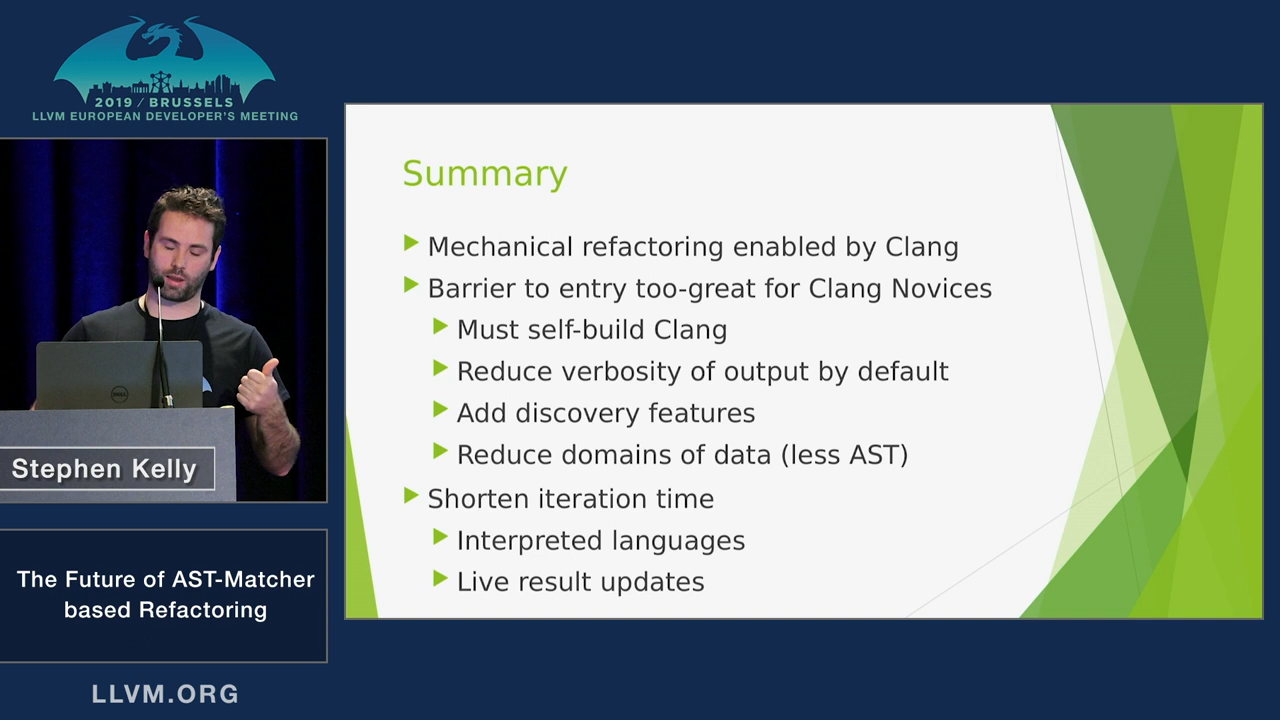 2019 / BRUSSELS
LLVM EUROPEAN DEVELOPER'S MEETING
Summary
Mechanical refactoring enabled by Clang
Barrier to entry too-great for Clang Novices
Must self-build Clang
Reduce verbosity of output by default
Add discovery features
Reduce domains of data (less AST)
Shorten iteration time
Interpreted languages
Live result updates
DELL
Stephen Kelly
The Future of AST-Matcher
based Refactoring
LLVM.ORG